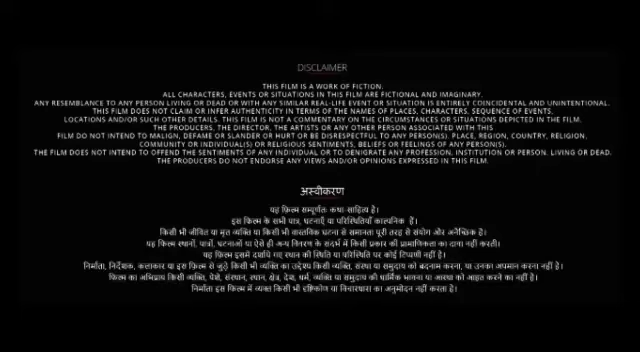 DISCLAIMER
THIS FILM IS A WORK OF FICTION.
ALL CHARACTERS, EVENTS OR SITUATIONS IN THIS FILM ARE FICTIONAL AND IMAGINARY.
ANY RESEMBLANCE TO ANY PERSON LIVING OR DEAD OR WITH ANY SIMILAR REAL-LIFE EVENT OR SITUATION IS ENTIRELY COINCIDENTAL AND UNINTENTIONAL.
THIS FILM DOES NOT CLAIM OR INFER AUTHENTICITY IN TERMS OF THE NAMES OF PLACES, CHARACTERS, SEQUENCE OF EVENTS,
LOCATIONS AND/OR SUCH OTHER DETAILS. THIS FILM IS NOT A COMMENTARY ON THE CIRCUMSTANCES OR SITUATIONS DEPICTED IN THE FILM.
THE PRODUCERS, THE DIRECTOR, THE ARTISTS OR ANY OTHER PERSON ASSOCIATED WITH THIS
FILM DO NOT INTEND TO MALIGN, DEFAME OR SLANDER OR HURT OR BE DISRESPECTFUL TO ANY PERSON(S). PLACE, REGION, COUNTRY, RELIGION,
COMMUNITY OR INDIVIDUAL(S) OR RELIGIOUS SENTIMENTS, BELIEFS OR FEELINGS OF ANY PERSON(S).
THE FILM DOES NOT INTEND TO OFFEND THE SENTIMENTS OF ANY INDIVIDUAL OR TO DENIGRATE ANY PROFESSION, INSTITUTION OR PERSON. LIVING OR DEAD.
THE PRODUCERS DO NOT ENDORSE ANY VIEWS AND/OR OPINIONS EXPRESSED IN THIS FILM.
अस्वीकरण
यह फ़िल्म सम्पूर्णतः कथा-साहित्य है।
इस फ़िल्म के सभी पात्र, घटनाएँ या परिस्थितियाँ काल्पनिक हैं।
किसी भी जीवित या मृत व्यक्ति या किसी भी वास्तविक घटना से समानता पूरी तरह से संयोग और अनैच्छिक है।
यह फ़िल्म स्थानों, पात्रों, घटनाओं या ऐसे ही अन्य विवरण के संदर्भ में किसी प्रकार की प्रामाणिकता का दावा नहीं करती।
यह फ़िल्म इसमें दर्शाये गए स्थान की स्थिति या परिस्थिति पर कोई टिप्पणी नहीं है।
निर्माता, निर्देशक, कलाकार या इस फ़िल्म से जुड़े किसी भी व्यक्ति का उद्देश्य किसी व्यक्ति, संस्था या समुदाय को बदनाम करना, या उनका अपमान करना नहीं है।
फ़िल्म का अभिप्राय किसी व्यक्ति, पेशे, संस्थान, स्थान, क्षेत्र, देश, धर्म, व्यक्ति या समुदाय की धार्मिक भावना या आस्था को आहत करने का नहीं है।
निर्माता इस फ़िल्म में व्यक्त किसी भी दृष्टिकोण या विचारधारा का अनुमोदन नहीं करता है।